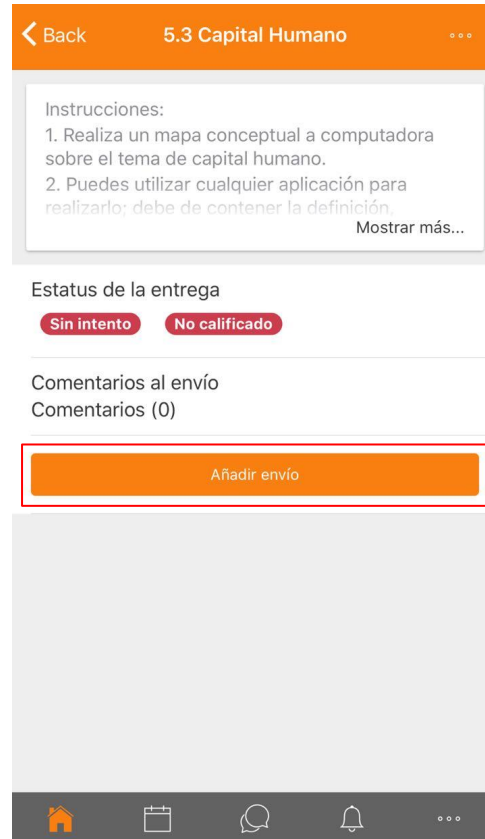 Back
5.3 Capital Humano
Instrucciones:
1. Realiza un mapa conceptual a computadora
sobre el tema de capital humano.
2. Puedes utilizar cualquier aplicación para
realizarlo; debe de contener la definición,
Mostrar más...
Estatus de la entrega
Sin intento No calificado
Comentarios al envío
Comentarios (0)
Añadir envío